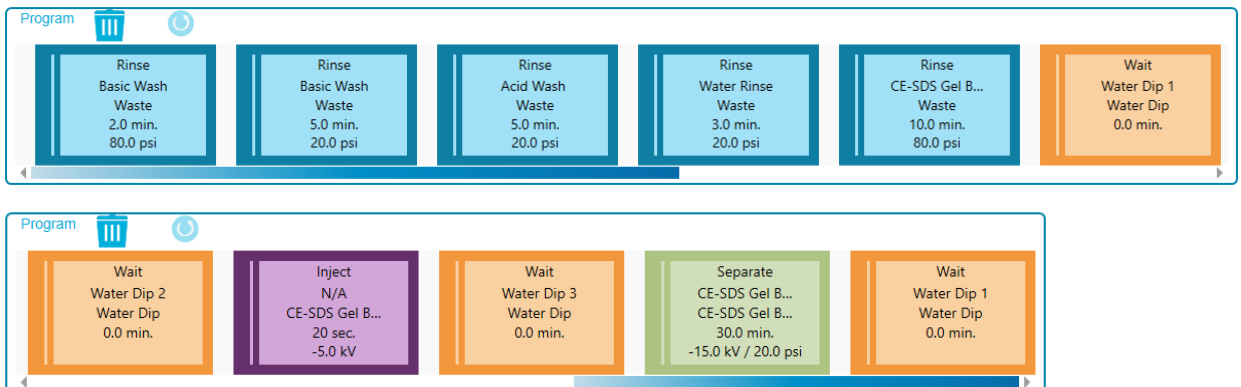 Program
Rinse
Basic Wash
Waste
2.0 min.
80.0 psi
Rinse
Basic Wash
Waste
5.0 min.
20.0 psi
Rinse
Acid Wash
Waste
5.0 min.
20.0 psi
Rinse
Water Rinse
Waste
3.0 min.
20.0 psi
Rinse
CE-SDS Gel B...
Waste
10.0 min.
80.0 psi
Wait
Water Dip 1
Water Dip
0.0 min.
Program
Wait
Water Dip 2
Water Dip
0.0 min.
Inject
N/A
CE-SDS Gel B...
20 sec.
-5.0 kV
Wait
Water Dip 3
Water Dip
0.0 min.
Separate
CE-SDS Gel B...
CE-SDS Gel B...
30.0 min.
-15.0 kV / 20.0 psi
Wait
Water Dip 1
Water Dip
0.0 min.